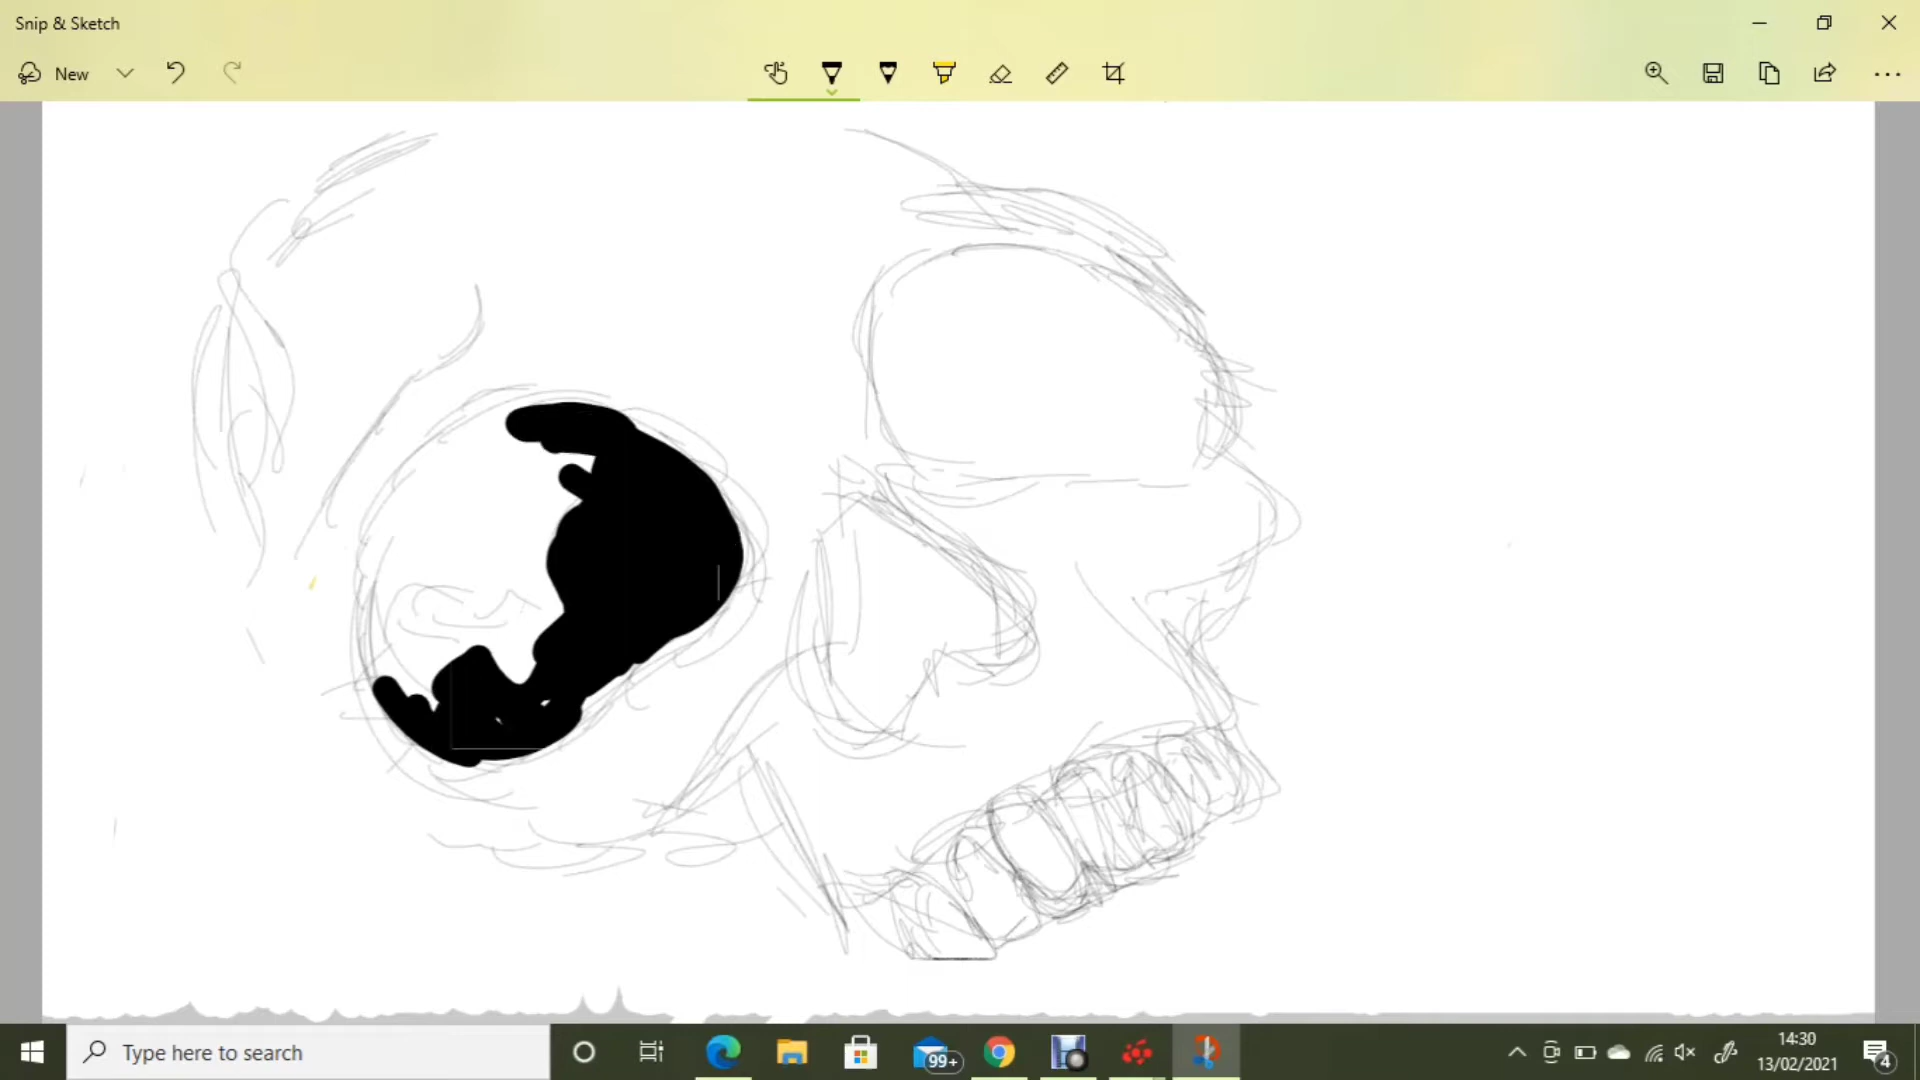 Snip & Sketch
New
Type here to search
99+
14:30
13/02/2021
4